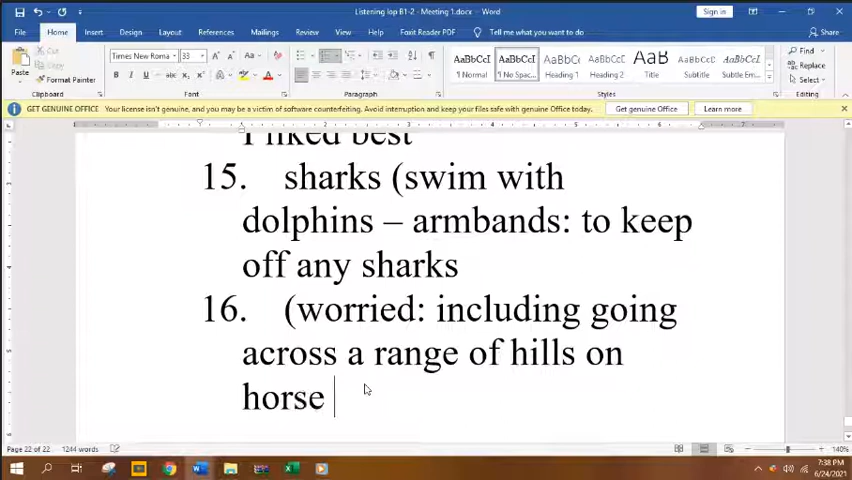 Listening Iop B1-2 - Meeting 1.docx - Word
Sign in
File Home Insert Design Layout References Mailings Review View Help Foxit Reader PDF Tell me what you want to do Share
Paste
Cut
Copy
Format Painter
Clipboard
Times New Roma 33
Font
Paragraph
AaBbCcI AaBbCcI AaBbC AaBbCc AaB AaBbCcI AaBbCcI
¶ Normal ¶ No Spac... Heading 1 Heading 2 Title Subtitle Subtle Em...
Styles
Find
Replace
Select
Editing
GET GENUINE OFFICE Your license isn't genuine, and you may be a victim of software counterfeiting. Avoid interruption and keep your files safe with genuine Office today. Get genuine Office Learn more
I liked best
15. sharks (swim with
dolphins – armbands: to keep
off any sharks
16. (worried: including going
across a range of hills on
horse
Page 22 of 22 1244 words
140%
7:38 PM
6/24/2021